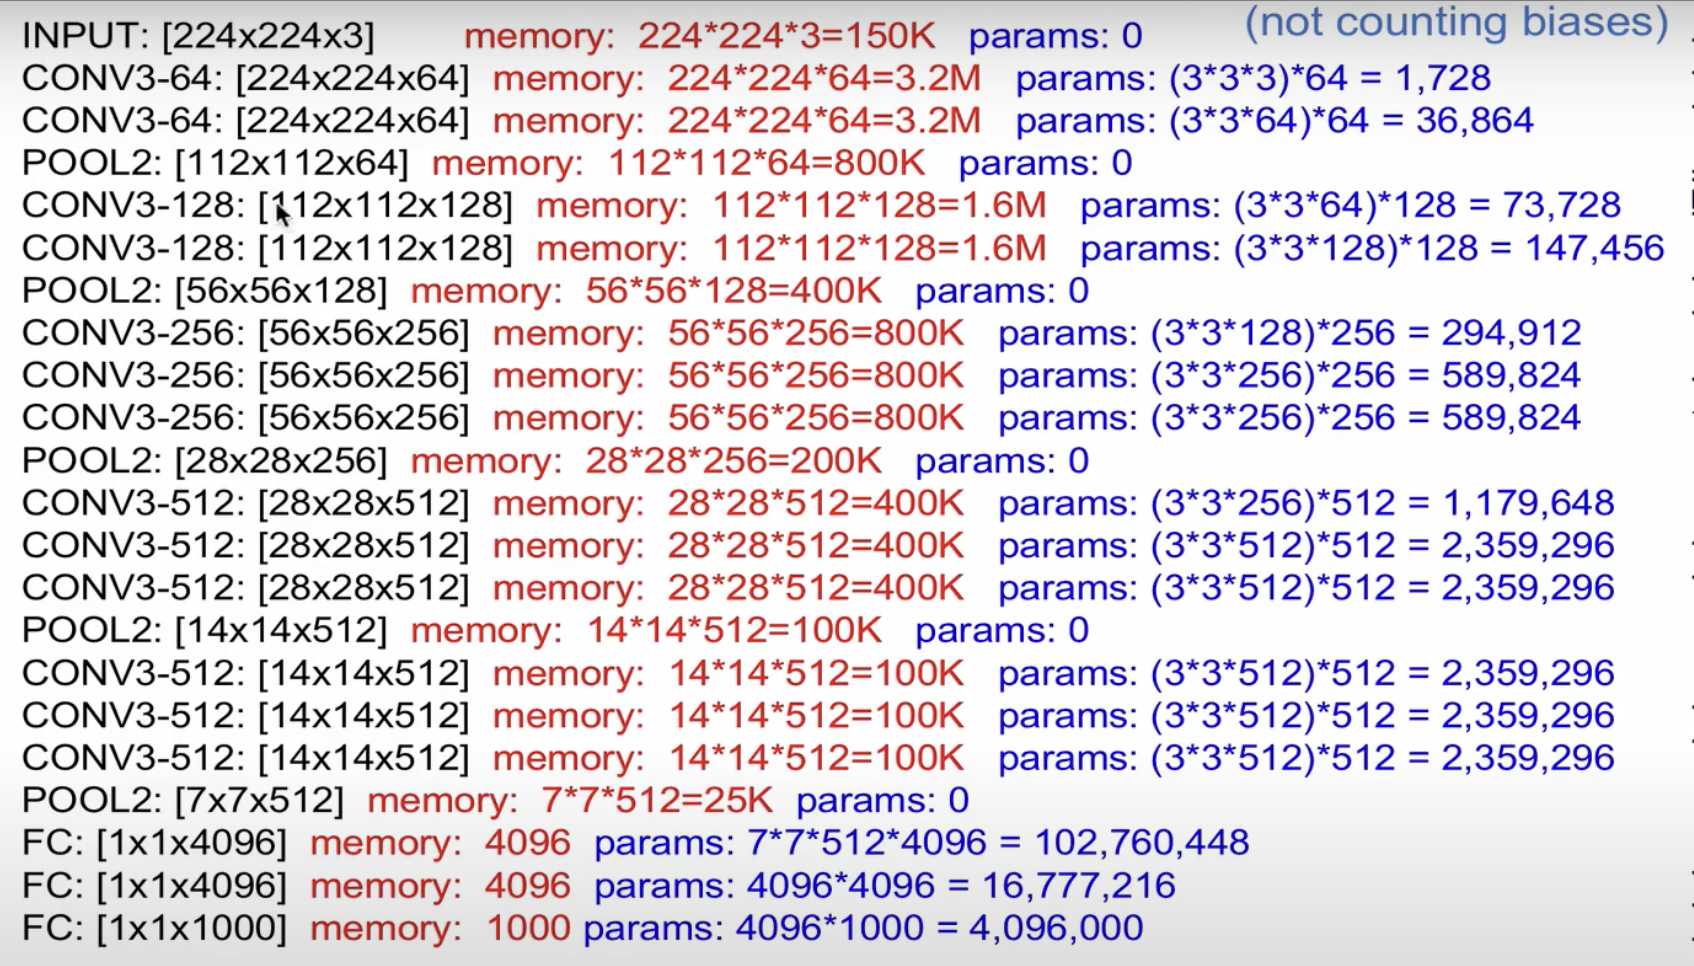 (not counting biases)
INPUT: [224x224x3] memory: 224*224*3=150K params: 0
CONV3-64: [224x224x64] memory: 224*224*64=3.2M params: (3*3*3)*64 = 1,728
CONV3-64: [224x224x64] memory: 224*224*64=3.2M params: (3*3*64)*64 = 36,864
POOL2: [112x112x64] memory: 112*112*64=800K params: 0
CONV3-128: [112x112x128] memory: 112*112*128=1.6M params: (3*3*64)*128 = 73,728
CONV3-128: [112x112x128] memory: 112*112*128=1.6M params: (3*3*128)*128 = 147,456
POOL2: [56x56x128] memory: 56*56*128=400K params: 0
CONV3-256: [56x56x256] memory: 56*56*256=800K params: (3*3*128)*256 = 294,912
CONV3-256: [56x56x256] memory: 56*56*256=800K params: (3*3*256)*256 = 589,824
CONV3-256: [56x56x256] memory: 56*56*256=800K params: (3*3*256)*256 = 589,824
POOL2: [28x28x256] memory: 28*28*256=200K params: 0
CONV3-512: [28x28x512] memory: 28*28*512=400K params: (3*3*256)*512 = 1,179,648
CONV3-512: [28x28x512] memory: 28*28*512=400K params: (3*3*512)*512 = 2,359,296
CONV3-512: [28x28x512] memory: 28*28*512=400K params: (3*3*512)*512 = 2,359,296
POOL2: [14x14x512] memory: 14*14*512=100K params: 0
CONV3-512: [14x14x512] memory: 14*14*512=100K params: (3*3*512)*512 = 2,359,296
CONV3-512: [14x14x512] memory: 14*14*512=100K params: (3*3*512)*512 = 2,359,296
CONV3-512: [14x14x512] memory: 14*14*512=100K params: (3*3*512)*512 = 2,359,296
POOL2: [7x7x512] memory: 7*7*512=25K params: 0
FC: [1x1x4096] memory: 4096 params: 7*7*512*4096 = 102,760,448
FC: [1x1x4096] memory: 4096 params: 4096*4096 = 16,777,216
FC: [1x1x1000] memory: 1000 params: 4096*1000 = 4,096,000